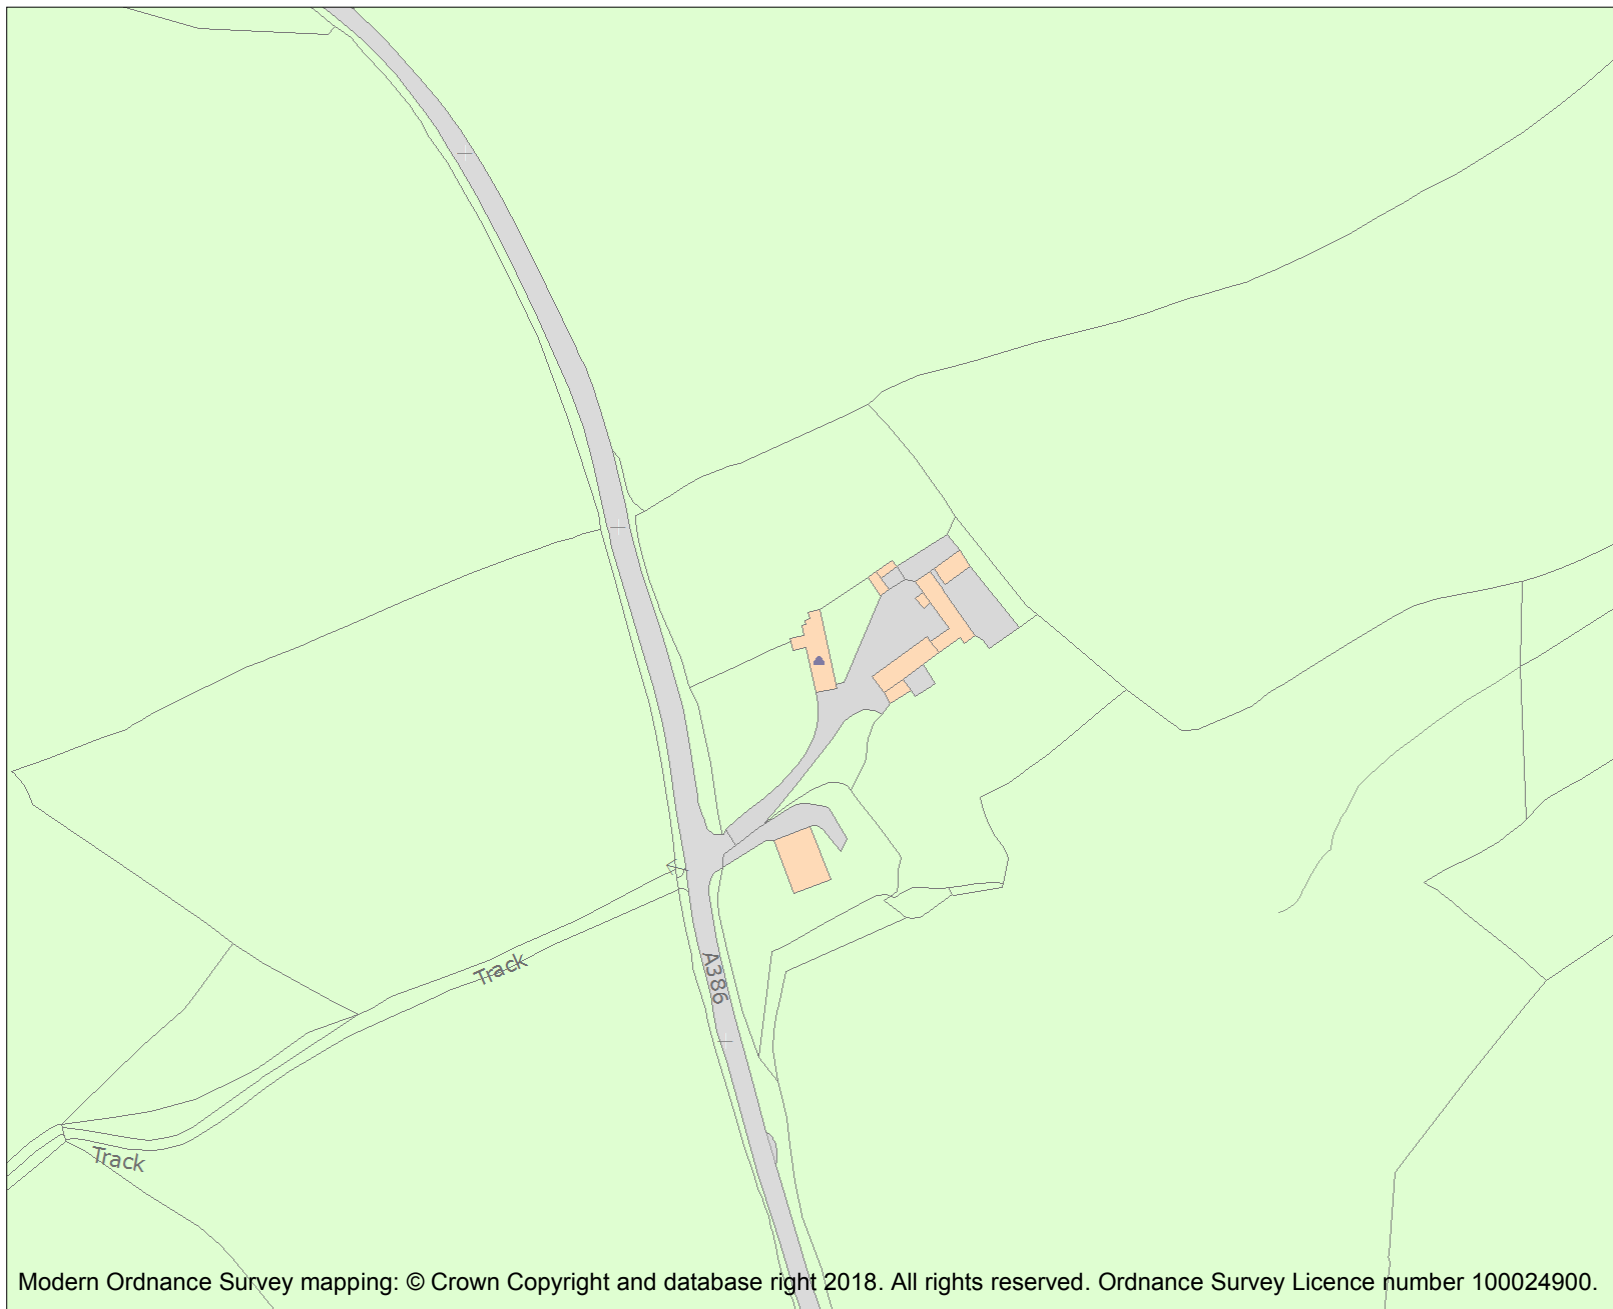 Track
A386
Track
Modern Ordnance Survey mapping: © Crown Copyright and database right 2018. All rights reserved. Ordnance Survey Licence number 100024900.